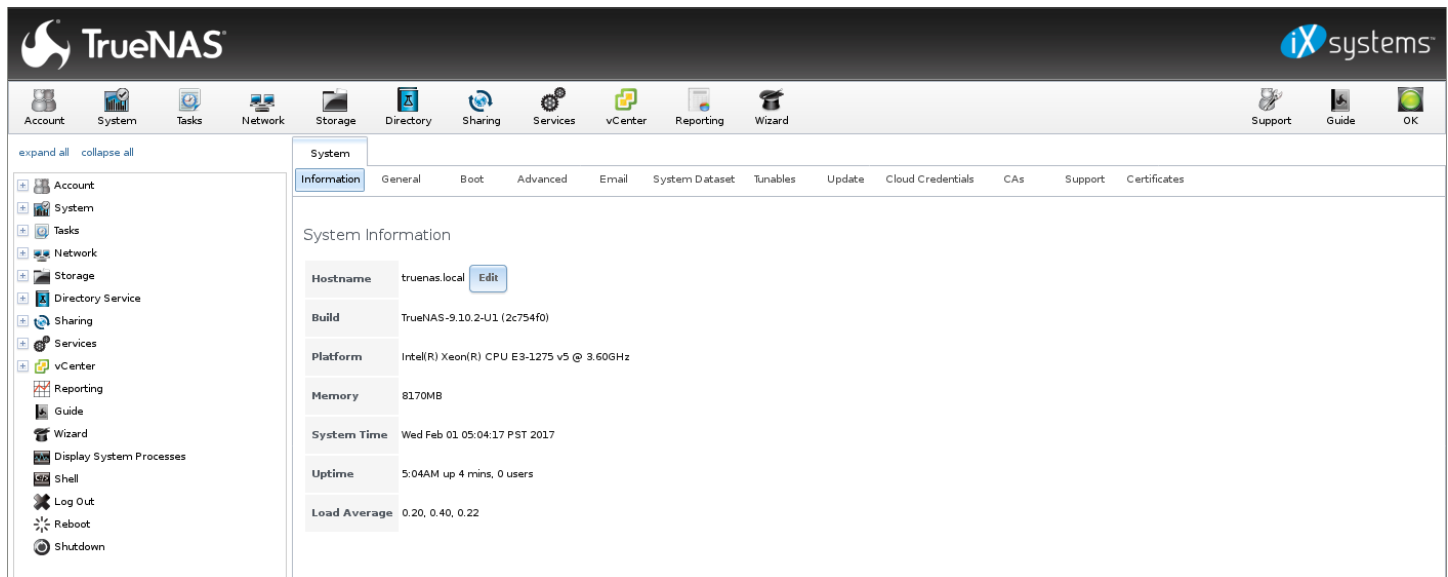 TrueNAS
iXsystems
Account System Tasks Network Storage Directory Sharing Services vCenter Reporting Wizard Support Guide OK
expand all collapse all
Account
System
Tasks
Network
Storage
Directory Service
Sharing
Services
vCenter
Reporting
Guide
Wizard
Display System Processes
Shell
Log Out
Reboot
Shutdown
System
Information General Boot Advanced Email System Dataset Tunables Update Cloud Credentials CAs Support Certificates
System Information
Hostname truenas.local Edit
Build TrueNAS-9.10.2-U1 (2c754f0)
Platform Intel(R) Xeon(R) CPU E3-1275 v5 @ 3.60GHz
Memory 8170MB
System Time Wed Feb 01 05:04:17 PST 2017
Uptime 5:04AM up 4 mins, 0 users
Load Average 0.20, 0.40, 0.22